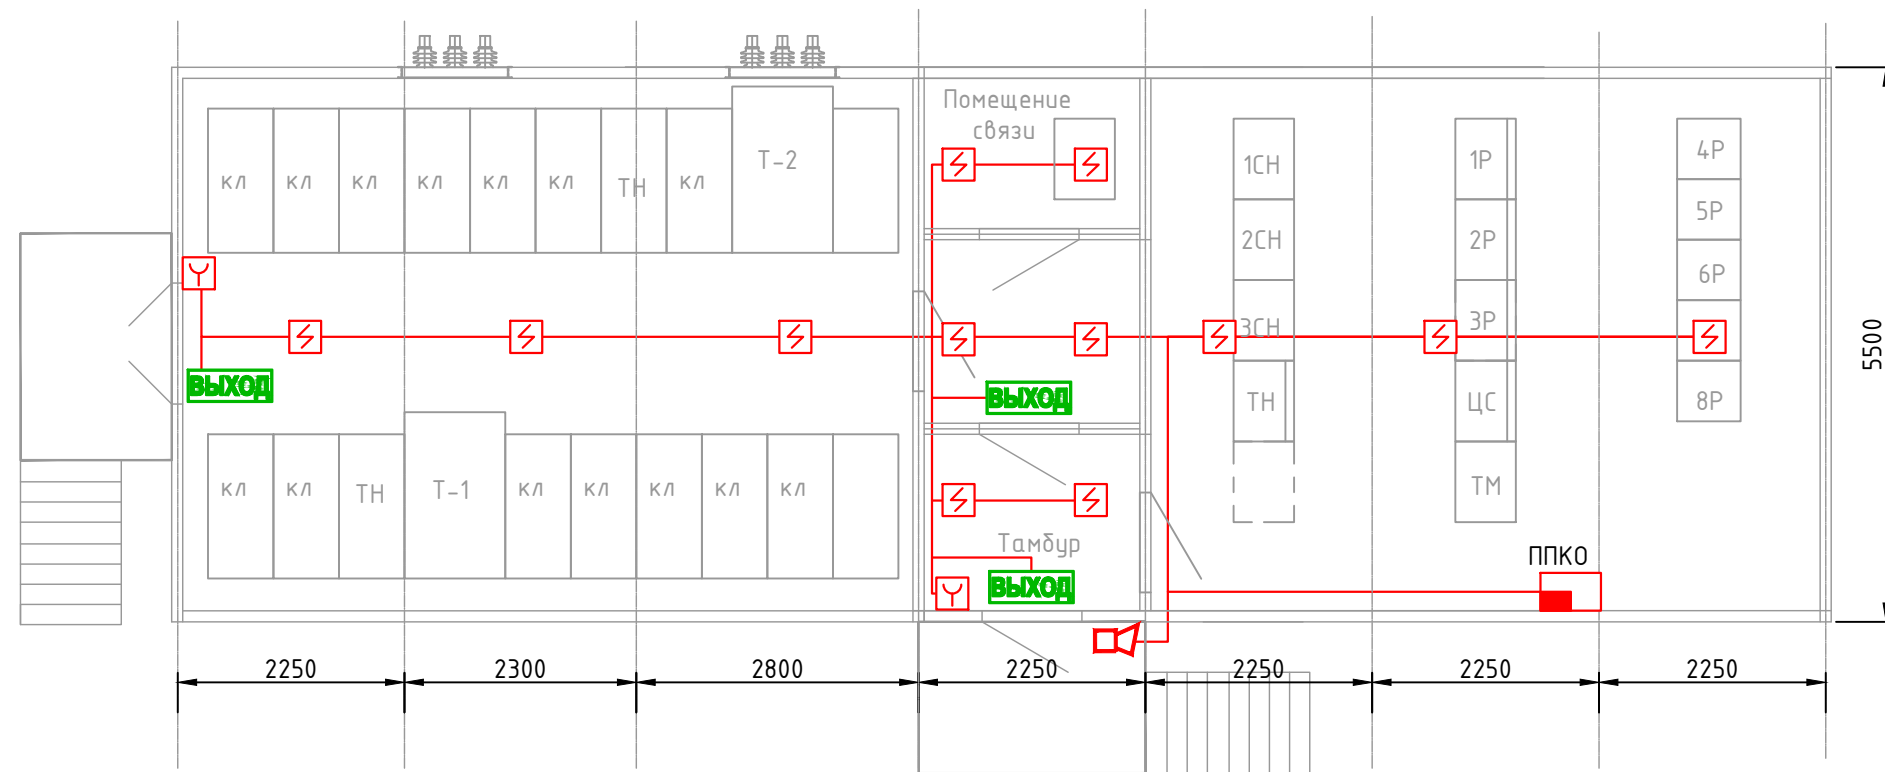 Помещение
связи
Т-2
кл кл кл кл кл кл ТН кл
1СН 1Р 4Р
5Р
2СН 2Р
6Р
3СН 3Р
ВЫХОД
ВЫХОД
ТН ЦС 8Р
5500
кл кл ТН Т-1 кл кл кл кл кл
ТМ
Тамбур
ППКО
ВЫХОД
2250 2300 2800 2250 2250 2250 2250